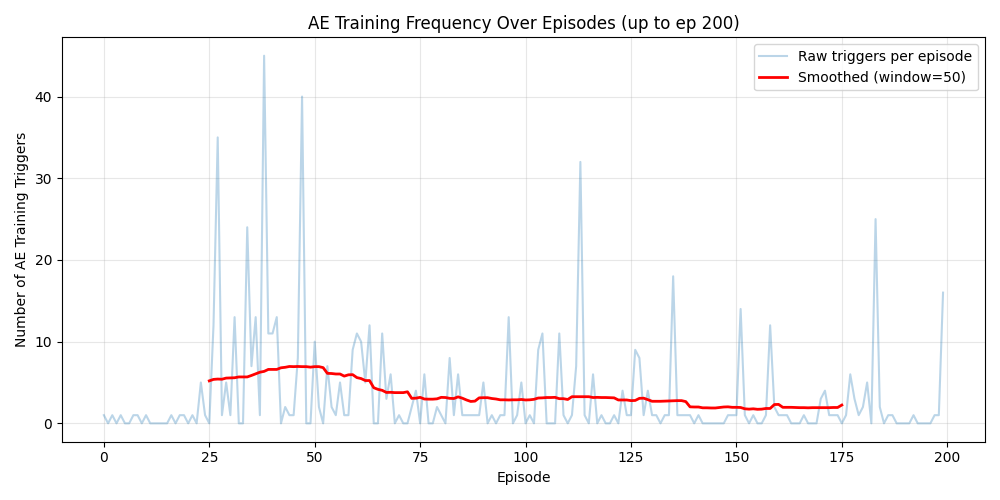 AE Training Frequency Over Episodes (up to ep 200)
Raw triggers per episode
Smoothed (window=50)
Number of AE Training Triggers
40
30
20
10
0
0 25 50 75 100 125 150 175 200
Episode